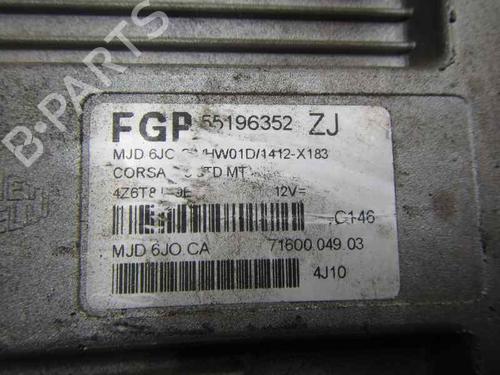 FGP 55196352 ZJ
MJD 6JO HW01D/1412-X183
CORSA MT
12V=
C146
MJD 6JO.CA 71600.049.03
4J10